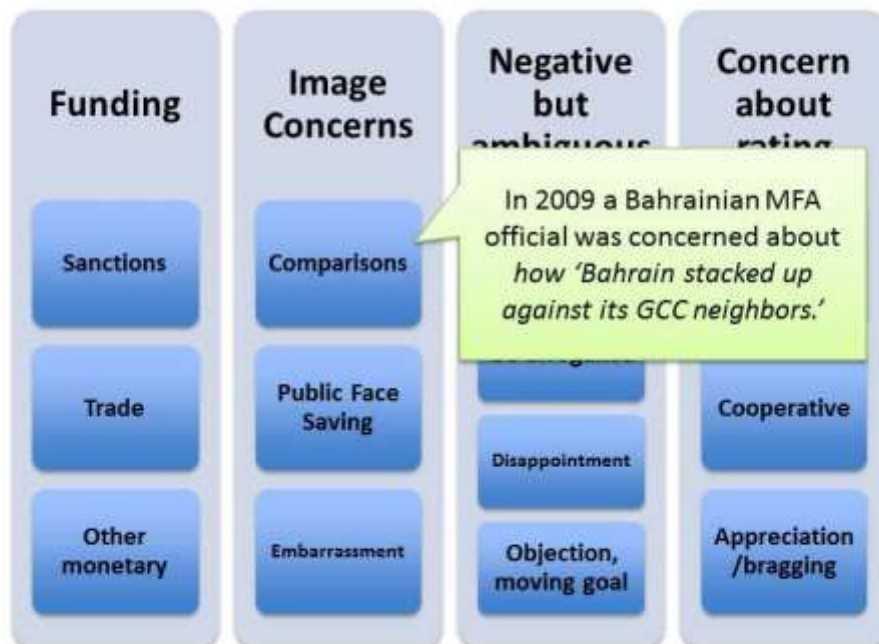 Funding
Sanctions
Trade
Other
monetary
Image
Concerns
Comparisons
Public Face
Saving
Embarrassment
Negative
but
ambiguous
Disappointment
Objection,
moving goal
Concern
about
rating
Cooperative
Appreciation
/bragging
In 2009 a Bahrainian MFA
official was concerned about
how ‘Bahrain stacked up
against its GCC neighbors.’